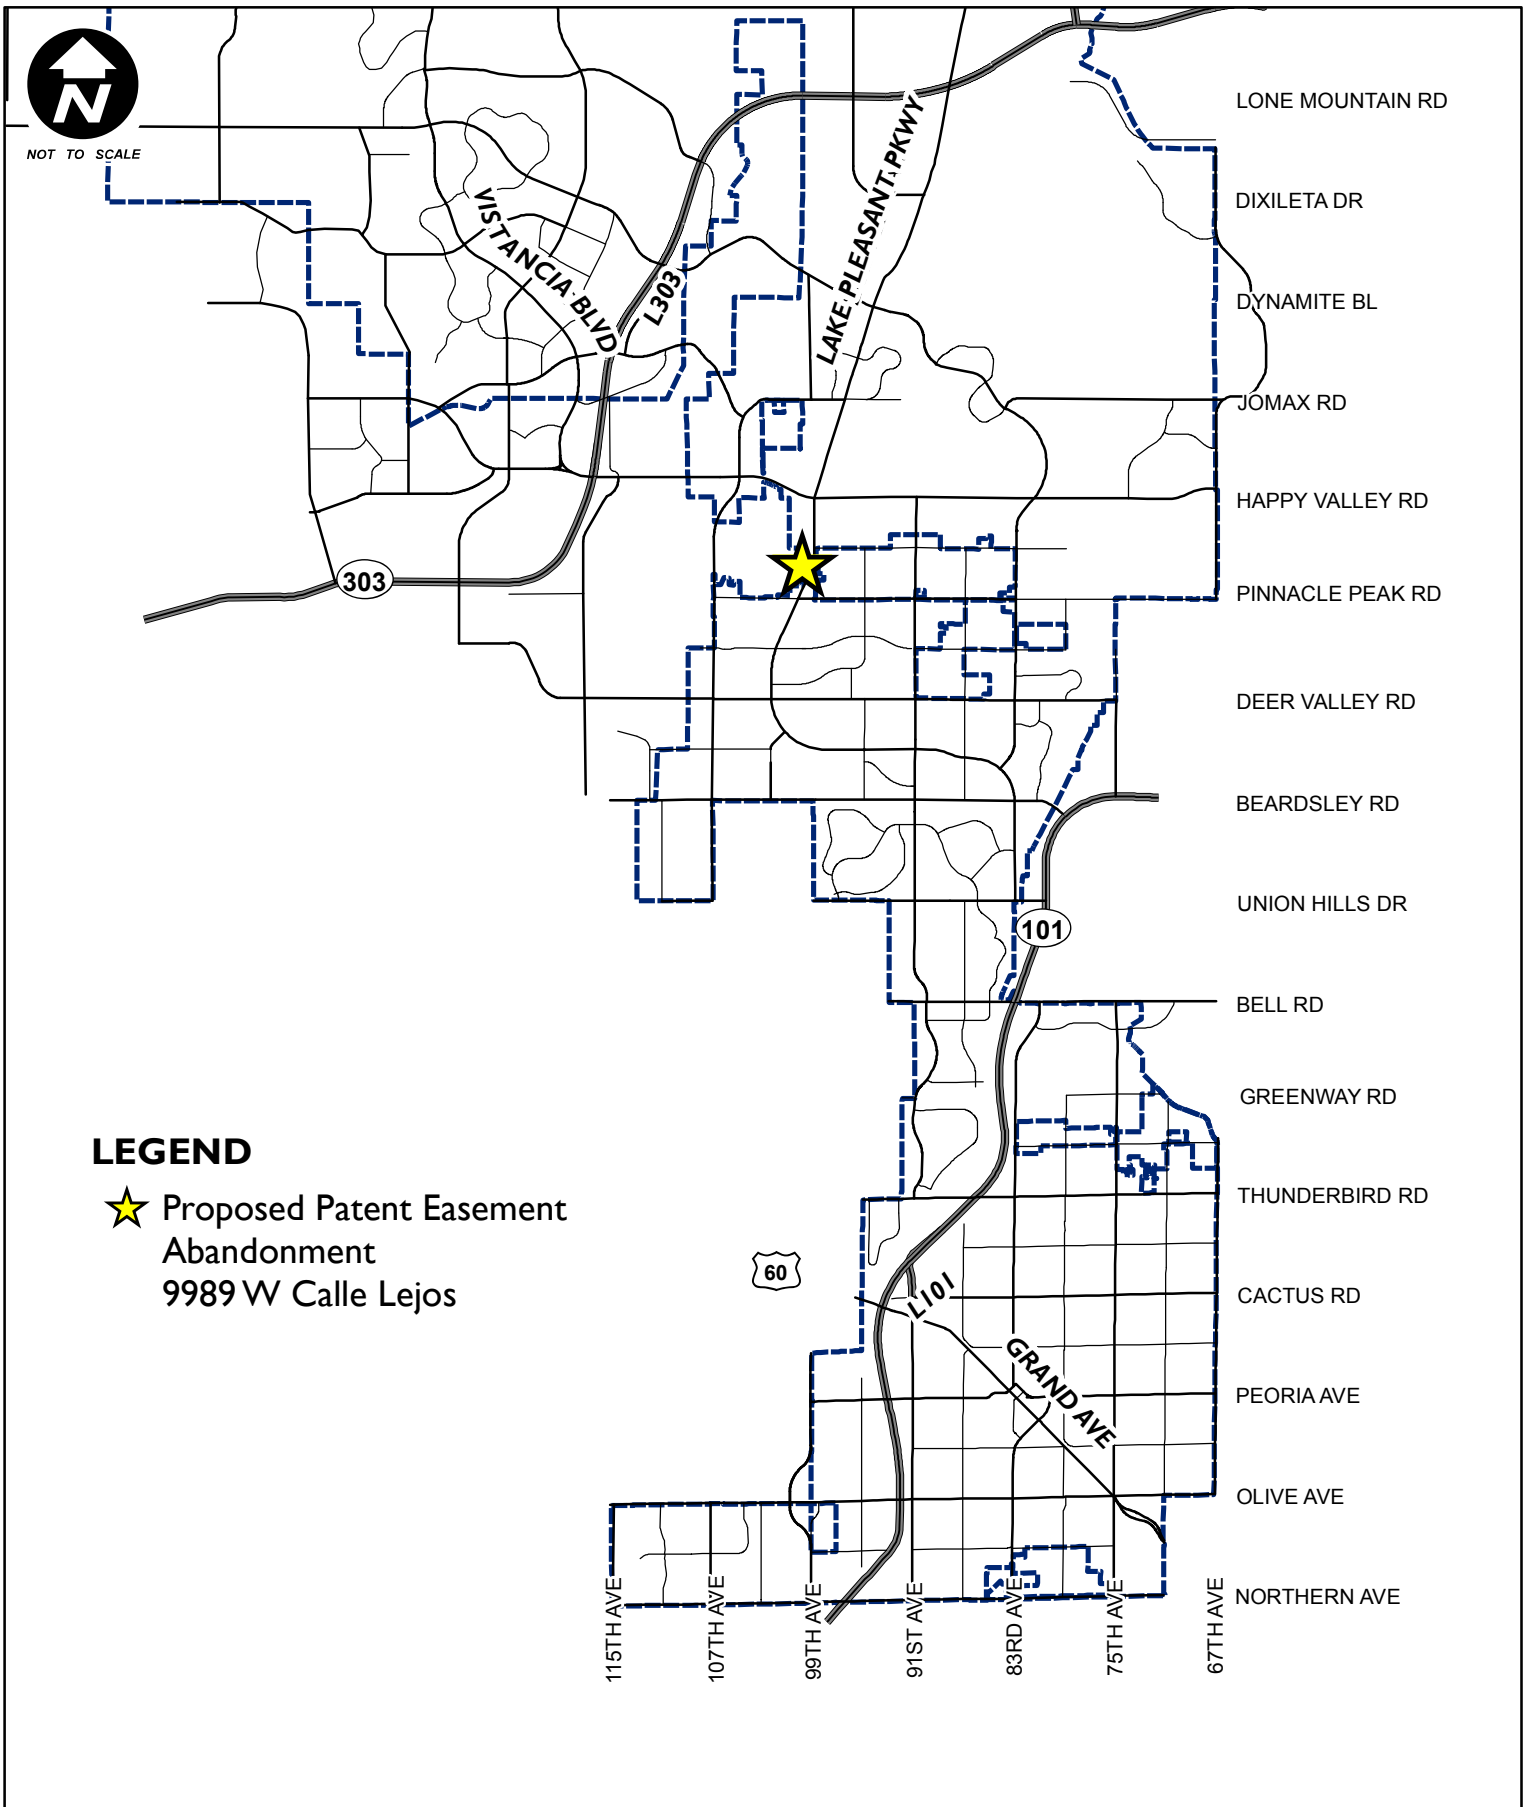 N
NOT TO SCALE
LONE MOUNTAIN RD
DIXILETA DR
DYNAMITE BL
JOMAX RD
HAPPY VALLEY RD
PINNACLE PEAK RD
DEER VALLEY RD
BEARDSLEY RD
UNION HILLS DR
BELL RD
GREENWAY RD
THUNDERBIRD RD
CACTUS RD
PEORIA AVE
OLIVE AVE
NORTHERN AVE
VISTANCIA BLVD
L303
LAKE PLEASANT PKWY
303
101
LEGEND
Proposed Patent Easement
Abandonment
9989 W Calle Lejos
60
L101
GRAND AVE
115TH AVE
107TH AVE
99TH AVE
91ST AVE
83RD AVE
75TH AVE
67TH AVE